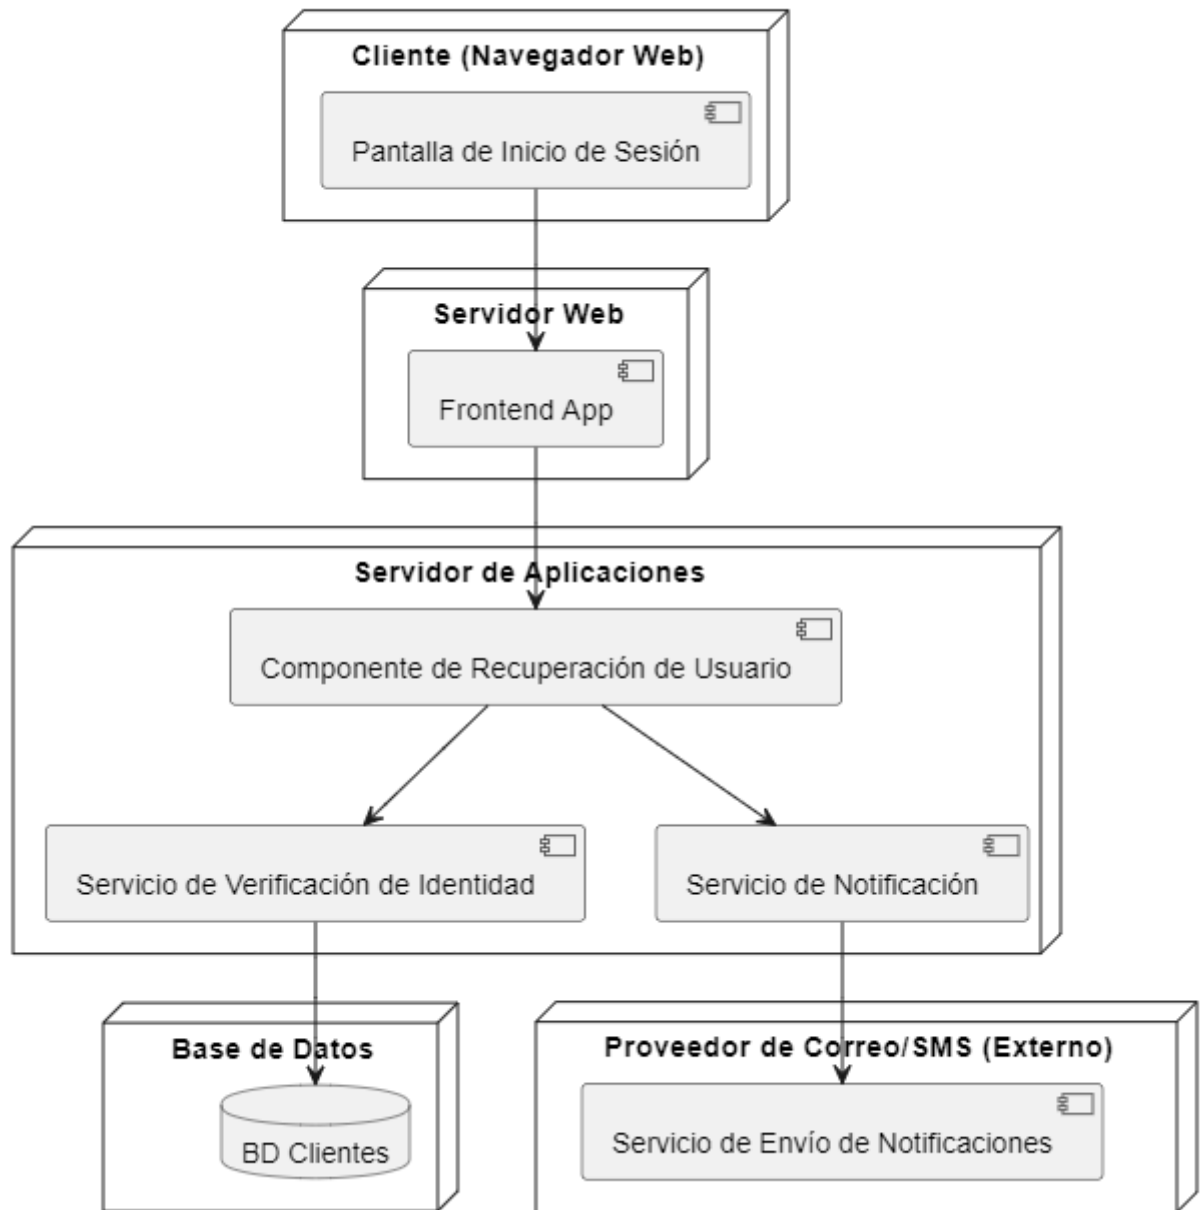 Cliente (Navegador Web)
Pantalla de Inicio de Sesión
Servidor Web
Frontend App
Servidor de Aplicaciones
Componente de Recuperación de Usuario
Servicio de Verificación de Identidad
Servicio de Notificación
Base de Datos
BD Clientes
Proveedor de Correo/SMS (Externo)
Servicio de Envío de Notificaciones